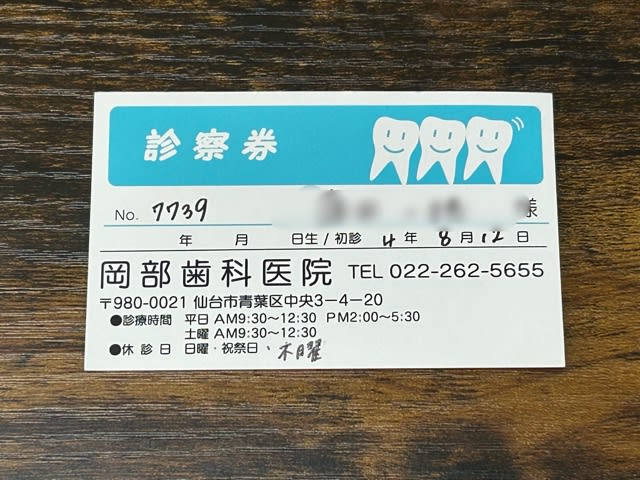 診察券
No. 7739 様
年 月 日生/初診 4年 8月 12日
岡部歯科医院 TEL 022-262-5655
〒980-0021 仙台市青葉区中央3-4-20
●診療時間 平日 AM9:30〜12:30 PM2:00〜5:30
土曜 AM9:30〜12:30
●休診日 日曜・祝祭日・木曜